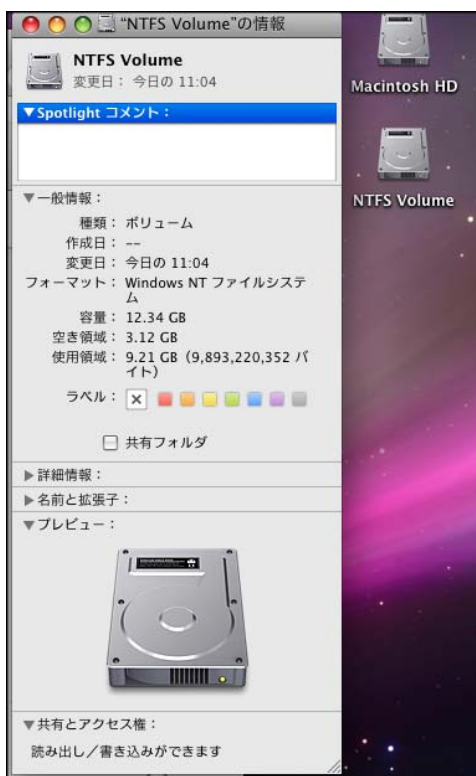 "NTFS Volume"の情報
NTFS Volume
変更日： 今日の 11:04
▼Spotlight コメント：
▼一般情報：
種類： ボリューム
作成日： --
変更日： 今日の 11:04
フォーマット： Windows NT ファイルシステ
ム
容量： 12.34 GB
空き領域： 3.12 GB
使用領域： 9.21 GB（9,893,220,352 バ
イト）
ラベル：
共有フォルダ
▶詳細情報：
▶名前と拡張子：
▼プレビュー：
▼共有とアクセス権：
読み出し／書き込みができます
Macintosh HD
NTFS Volume